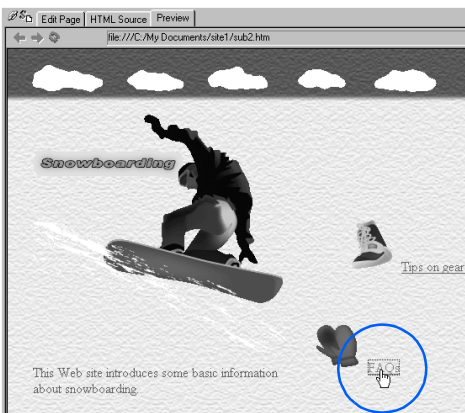 Edit Page HTML Source Preview
file:///C:/My Documents/site1/sub2.htm
Snowboarding
Tips on gear
FAQs
This Web site introduces some basic information
about snowboarding.